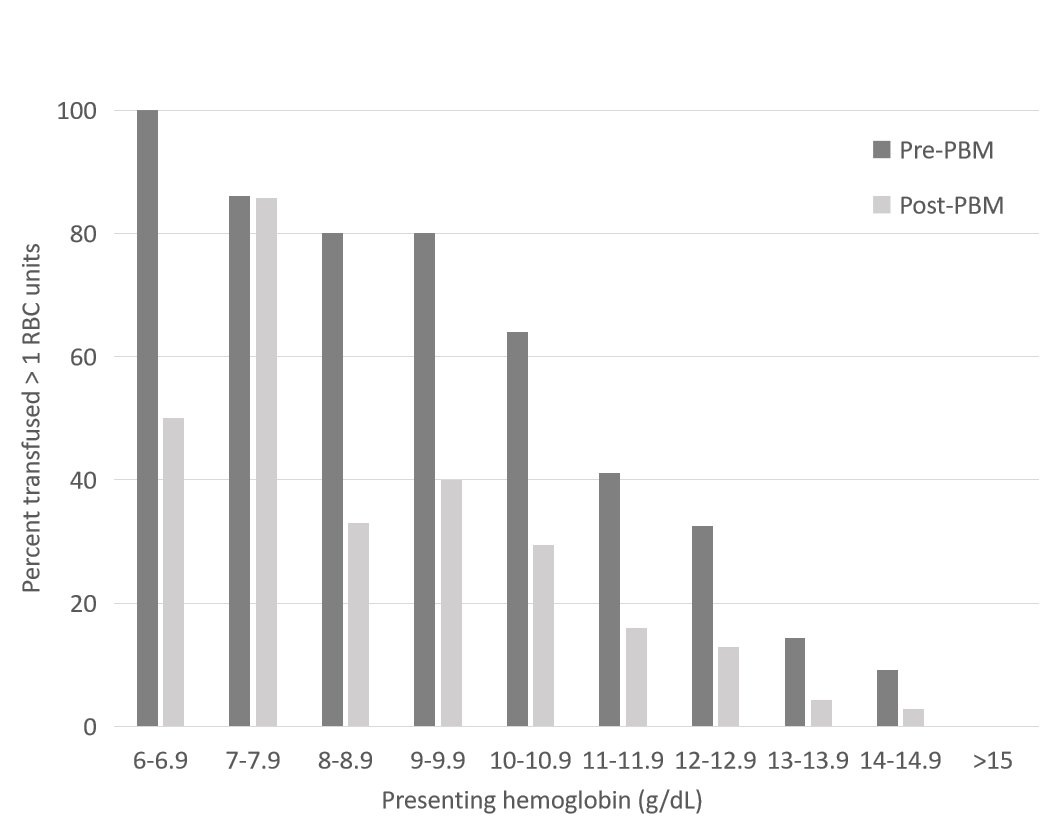 100
80
60
40
20
0
Percent transfused > 1 RBC units
Pre-PBM
Post-PBM
6-6.9 7-7.9 8-8.9 9-9.9 10-10.9 11-11.9 12-12.9 13-13.9 14-14.9 >15
Presenting hemoglobin (g/dL)